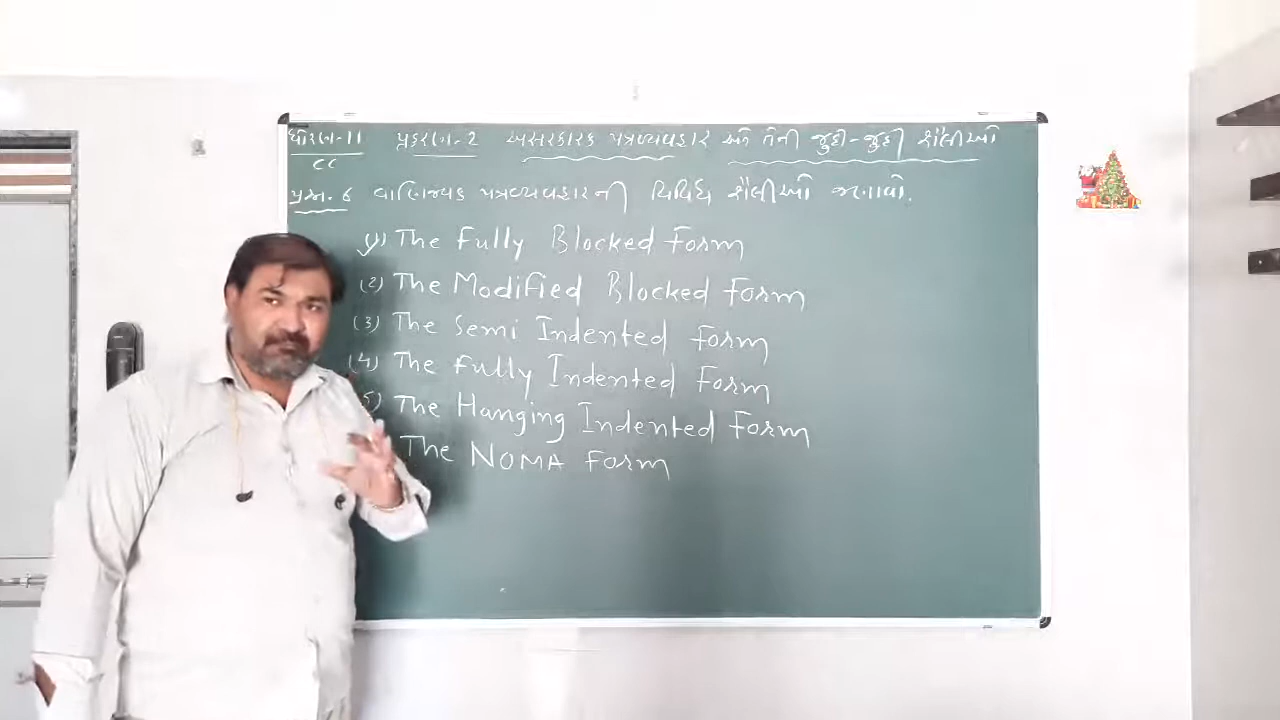 ધોરણ-11 પ્રકરણ-2 અસરકારક પત્રવ્યવહાર અને તેની જુદી-જુદી શૈલીઓ
CC
પ્રશ્ન.6 વાણિજ્યક પત્રવ્યવહારની વિવિધ શૈલીઓ જણાવો.
(1) The Fully Blocked Form
(2) The Modified Blocked Form
(3) The Semi Indented Form
(4) The Fully Indented Form
5) The Hanging Indented Form
The NOMA Form